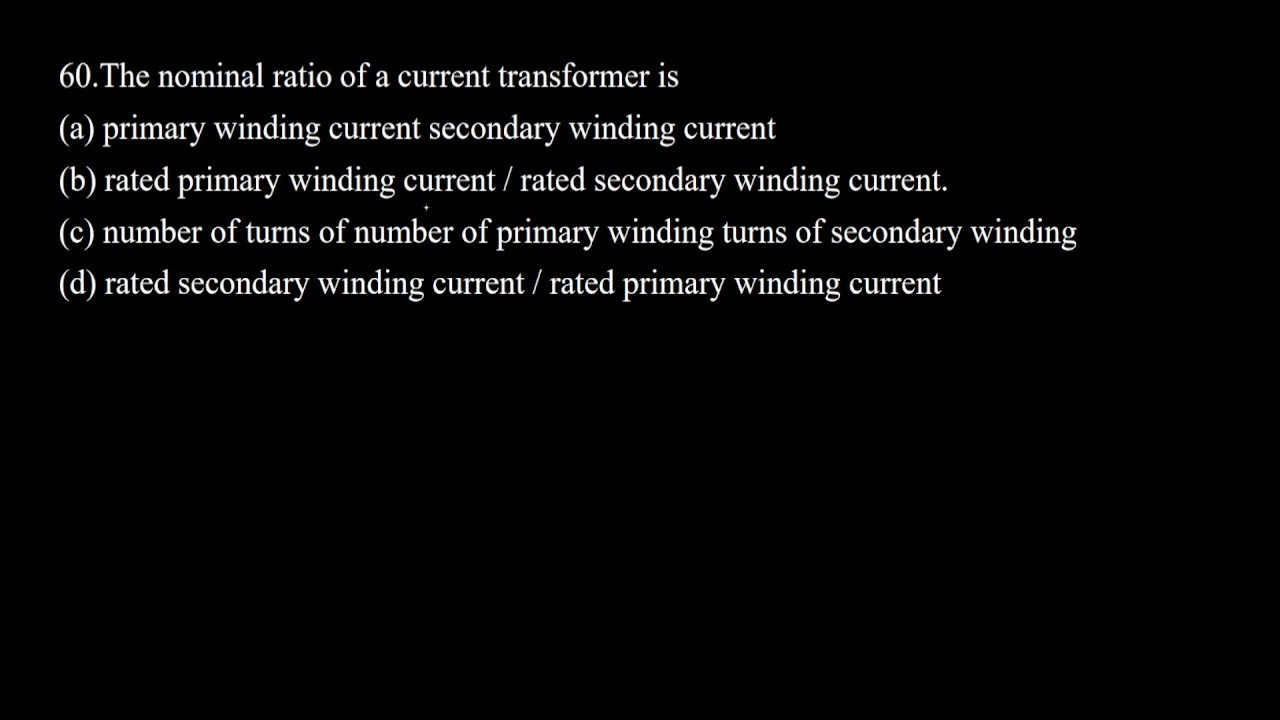 60.The nominal ratio of a current transformer is
(a) primary winding current secondary winding current
(b) rated primary winding current / rated secondary winding current.
(c) number of turns of number of primary winding turns of secondary winding
(d) rated secondary winding current / rated primary winding current